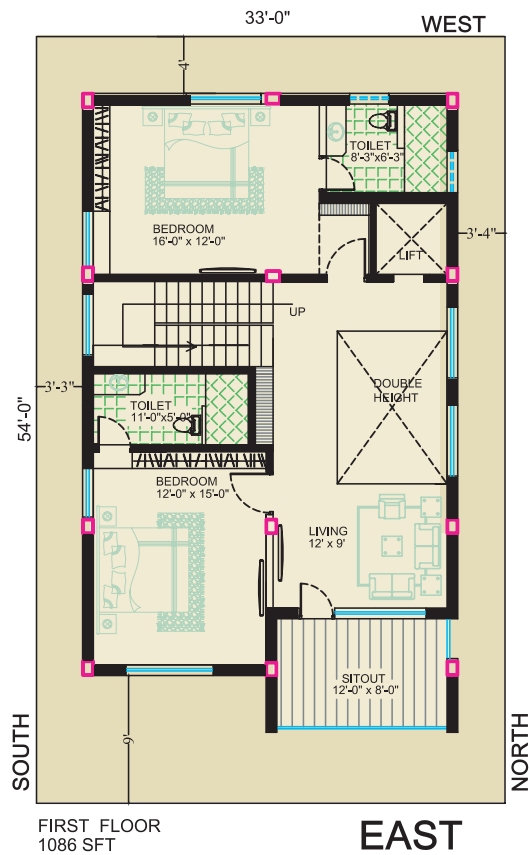 33'-0"
WEST
4'
TOILET
8'-3"x6'-3"
BEDROOM
16'-0" x 12'-0"
3'-4"
LIFT
UP
3'-3"
DOUBLE
HEIGHT
TOILET
11'-0"x5'-0"
54'-0"
BEDROOM
12'-0" x 15'-0"
LIVING
12' x 9'
SITOUT
12'-0" x 8'-0"
SOUTH
NORTH
9'
FIRST FLOOR
1086 SFT
EAST